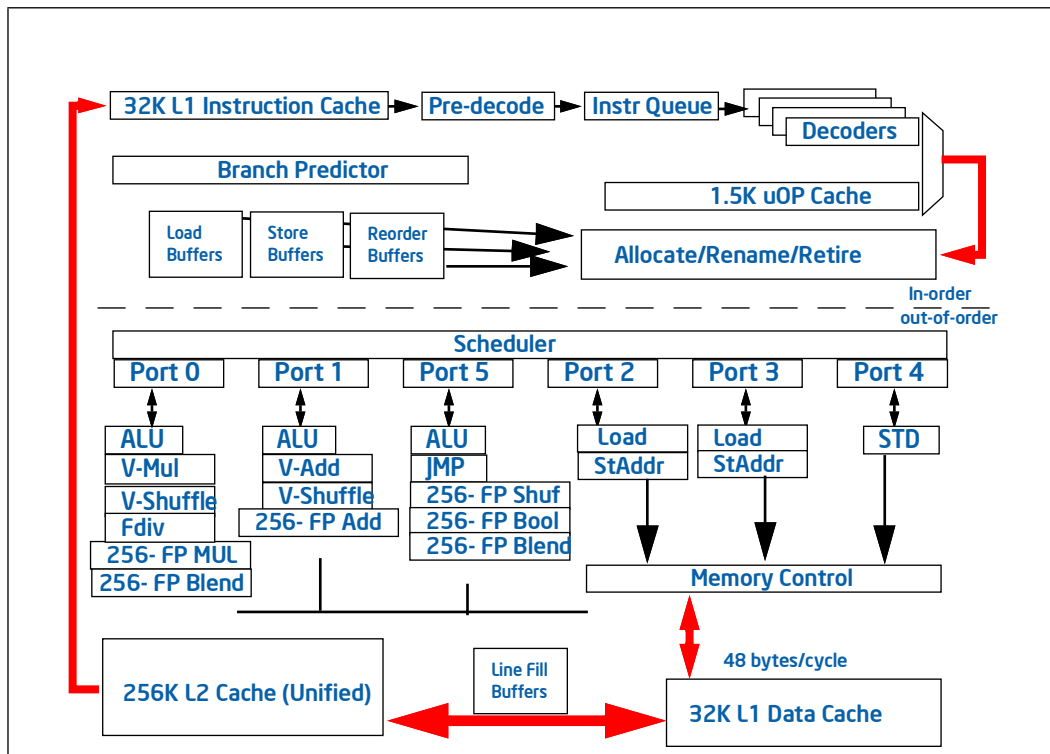 32K L1 Instruction Cache
Pre-decode
Instr Queue
Decoders
Branch Predictor
1.5K uOP Cache
Load
Buffers
Store
Buffers
Reorder
Buffers
Allocate/Rename/Retire
In-order
out-of-order
Scheduler
Port 0
Port 1
Port 5
Port 2
Port 3
Port 4
ALU
V-Mul
V-Shuffle
Fdiv
256- FP MUL
256- FP Blend
ALU
V-Add
V-Shuffle
256- FP Add
ALU
JMP
256- FP Shuf
256- FP Bool
256- FP Blend
Load
StAddr
Load
StAddr
STD
Memory Control
48 bytes/cycle
256K L2 Cache (Unified)
Line Fill
Buffers
32K L1 Data Cache